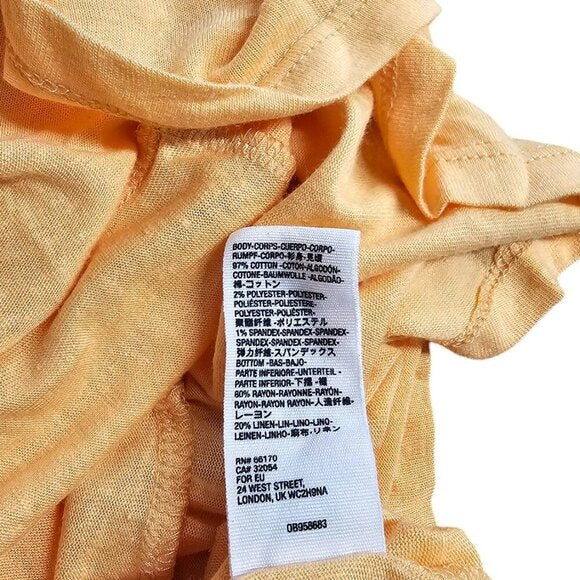 BODY-CORPS-CUERPO-CORPO-
RUMPF-CORPO-衫身-見頃
97% COTTON -COTON-ALGODÓN-
COTONE-BAUMWOLLE -ALGODÃO-
棉-コットン
2% POLYESTER-POLYESTER-
POLIÉSTER-POLIESTERE-
POLYESTER-POLIÉSTER-
聚酯纤维-ポリエステル
1% SPANDEX-SPANDEX-SPANDEX-
SPANDEX-SPANDEX-SPANDEX-
弹力纤维-スパンデックス
BOTTOM -BAS-BAJO-
PARTE INFERIORE-UNTERTEIL -
PARTE INFERIOR-下摆-裾
80% RAYON-RAYONNE-RAYON-
RAYON-RAYON RAYON-人造纤维-
レーヨン
20% LINEN-LIN-LINO-LINO-
LEINEN-LINHO-麻布-リネン
RN# 66170
CA# 32054
FOR EU
24 WEST STREET,
LONDON, UK WC2H9NA
0B958683